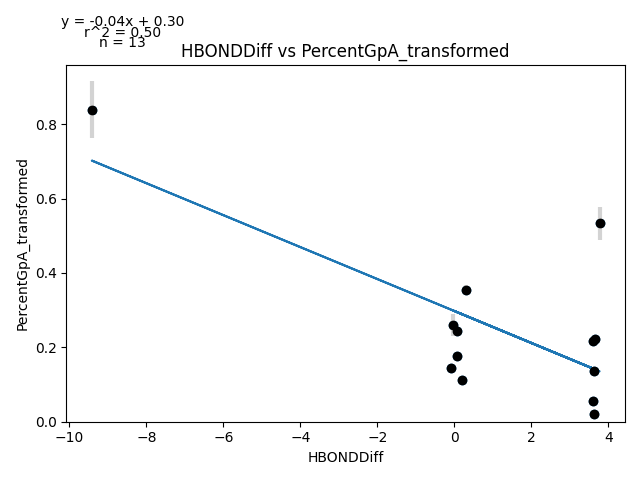 y = -0.04x + 0.30
r^2 = 0.50
n = 13
HBONDDiff vs PercentGpA_transformed
PercentGpA_transformed
0.8
0.6
0.4
0.2
0.0
−10
−8
−6
−4
−2
0
2
4
HBONDDiff